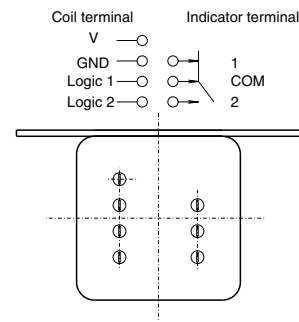 Coil terminal Indicator terminal
V
GND 1
Logic 1 COM
Logic 2 2